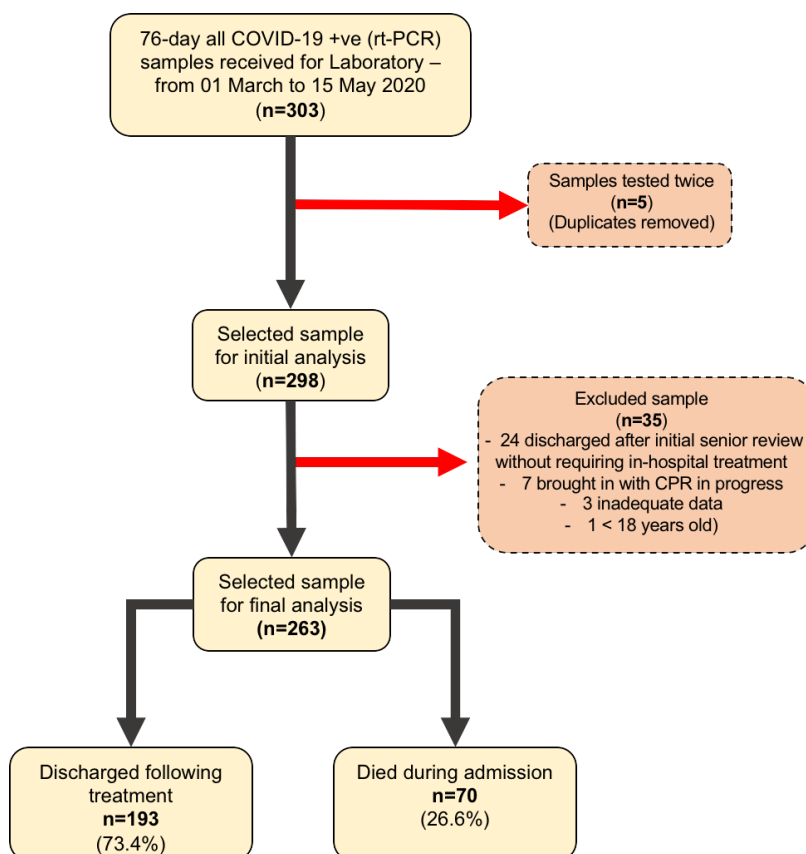 76-day all COVID-19 +ve (rt-PCR)
samples received for Laboratory –
from 01 March to 15 May 2020
(n=303)
Samples tested twice
(n=5)
(Duplicates removed)
Selected sample
for initial analysis
(n=298)
Excluded sample
(n=35)
- 24 discharged after initial senior review
without requiring in-hospital treatment
- 7 brought in with CPR in progress
- 3 inadequate data
- 1 < 18 years old)
Selected sample
for final analysis
(n=263)
Discharged following
treatment
n=193
(73.4%)
Died during admission
n=70
(26.6%)